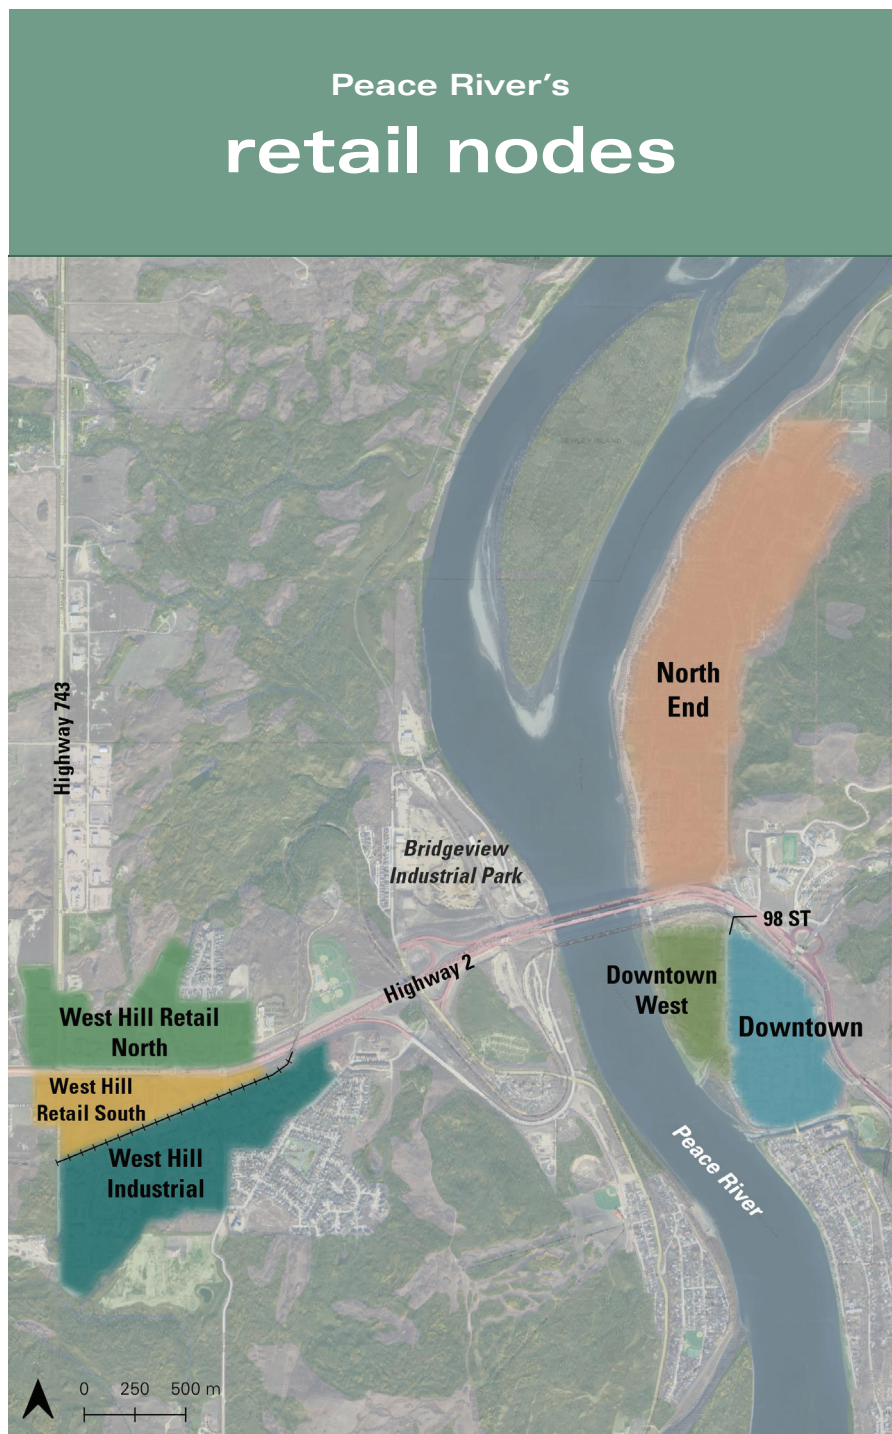 Peace River’s
retail nodes
North
End
Highway 743
Bridgeview
Industrial Park
98 ST
Highway 2
Downtown
West
Downtown
West Hill Retail
North
West Hill
Retail South
West Hill
Industrial
Peace River
0 250 500 m